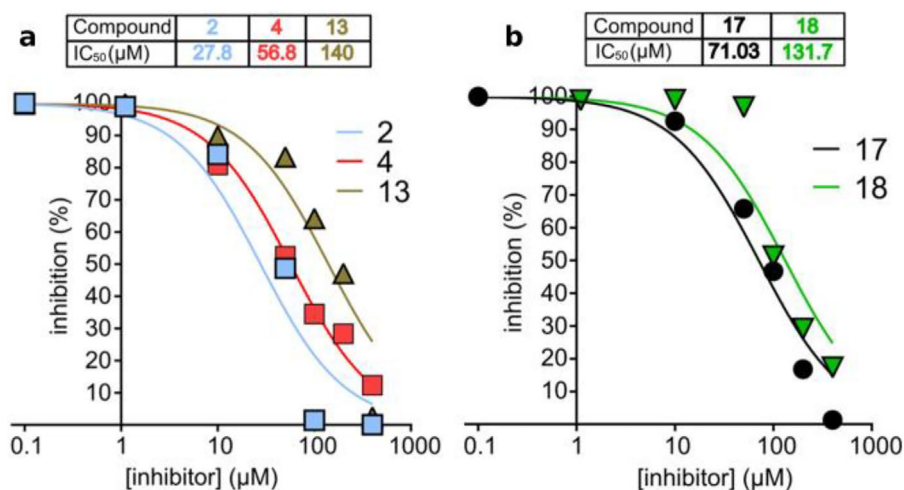 a
Compound 2 4 13
IC50(µM) 27.8 56.8 140
100
90
80
70
60
50
40
30
20
10
inhibition (%)
2
4
13
0.1 1 10 100 1000
[inhibitor] (µM)
b
Compound 17 18
IC50(µM) 71.03 131.7
100
90
80
70
60
50
40
30
20
10
inhibition (%)
17
18
0.1 1 10 100 1000
[inhibitor] (µM)